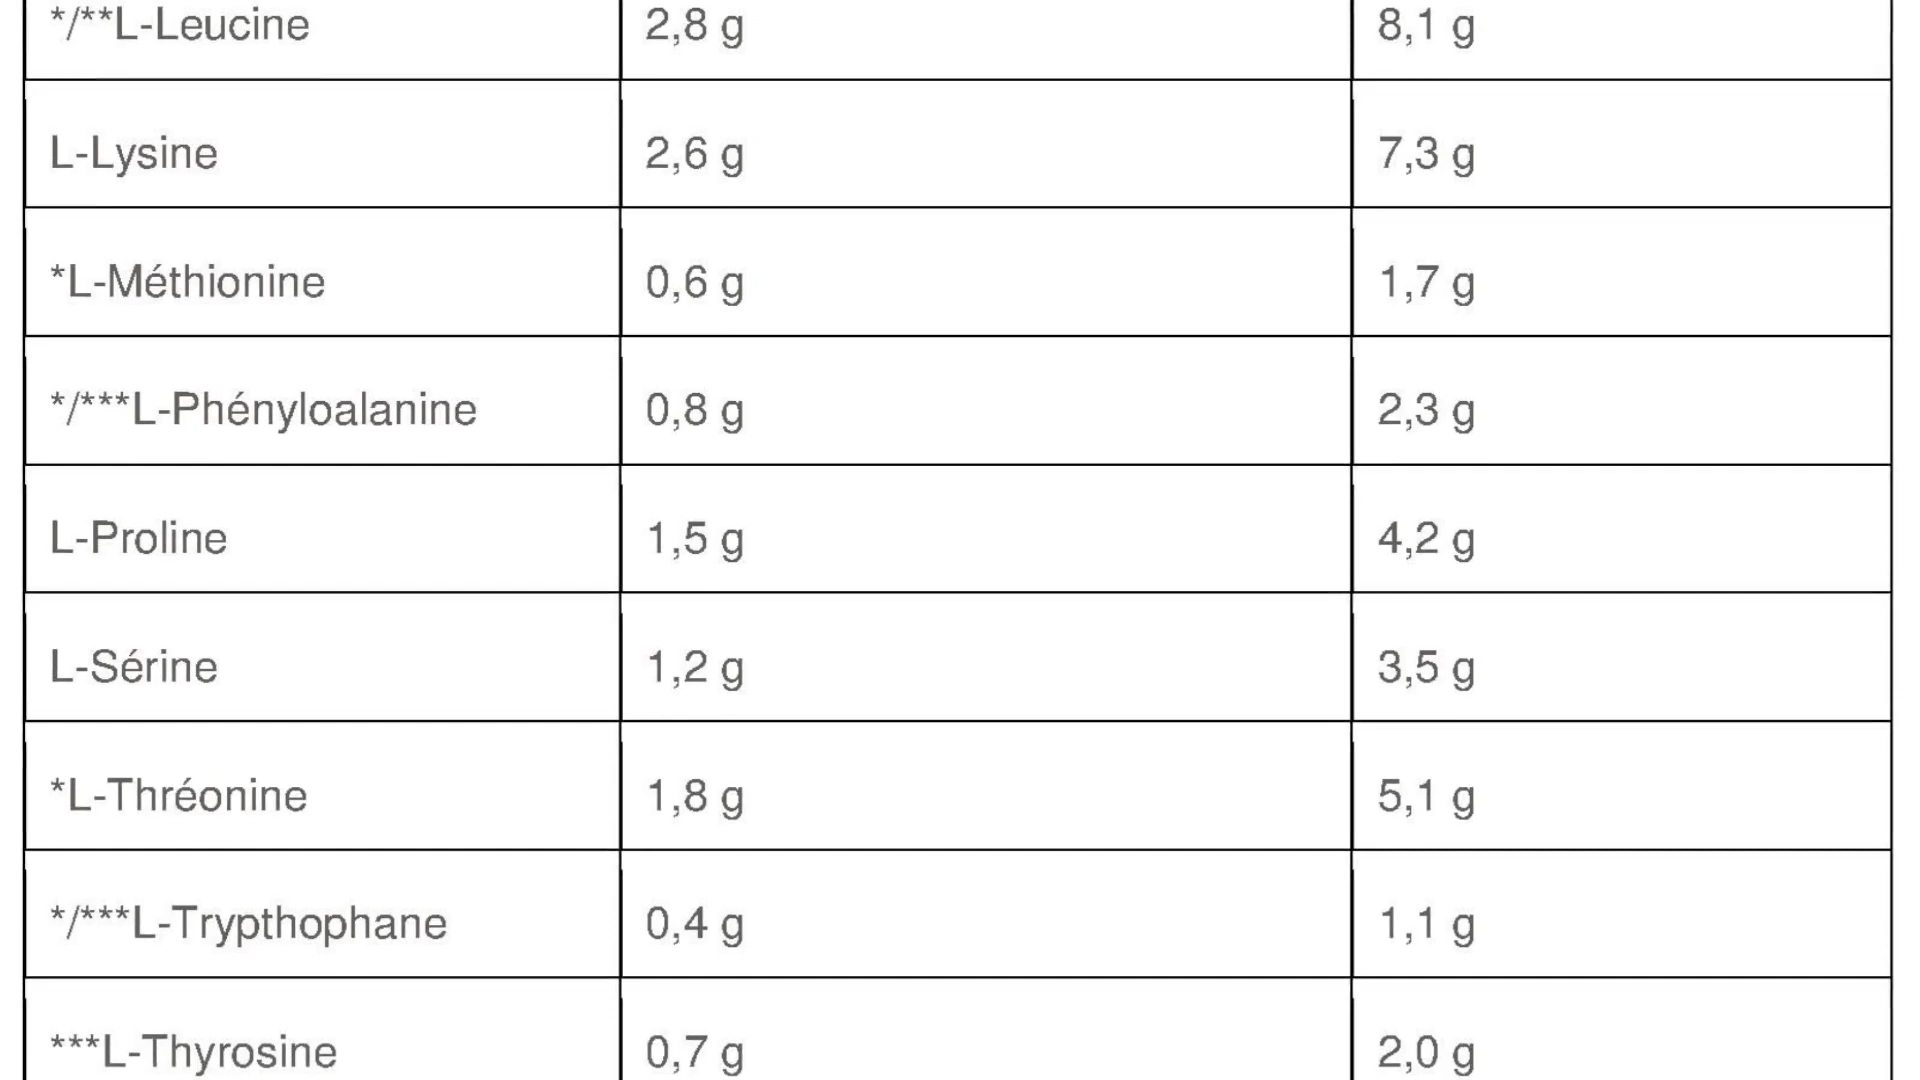 */**L-Leucine 2,8 g 8,1 g
L-Lysine 2,6 g 7,3 g
*L-Méthionine 0,6 g 1,7 g
*/***L-Phényloalanine 0,8 g 2,3 g
L-Proline 1,5 g 4,2 g
L-Sérine 1,2 g 3,5 g
*L-Thréonine 1,8 g 5,1 g
*/***L-Trypthophane 0,4 g 1,1 g
***L-Thyrosine 0,7 g 2,0 g